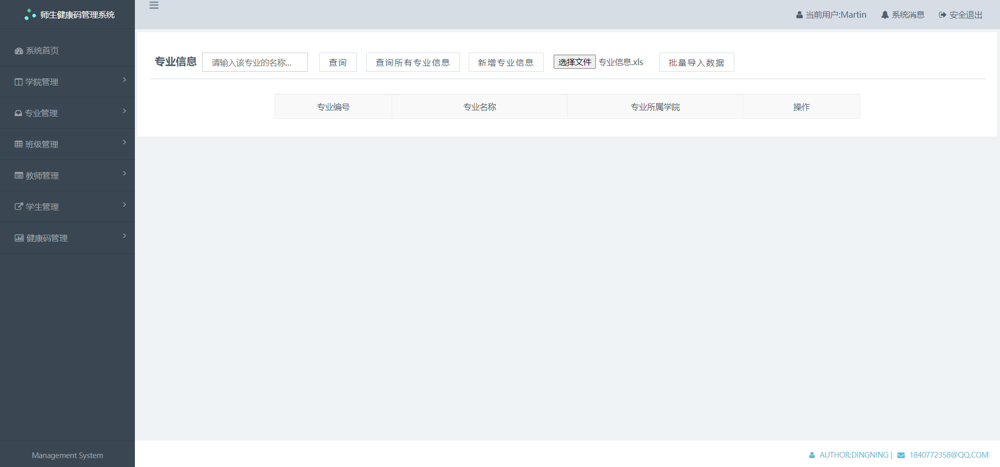 师生健康码管理系统
当前用户:Martin 系统消息 安全退出
系统首页
学院管理
专业管理
班级管理
教师管理
学生管理
健康码管理
Management System
专业信息 请输入该专业的名称... 查询 查询所有专业信息 新增专业信息 选择文件 专业信息.xls 批量导入数据
专业编号 专业名称 专业所属学院 操作
AUTHOR:DINGNING | 1840772358@QQ.COM